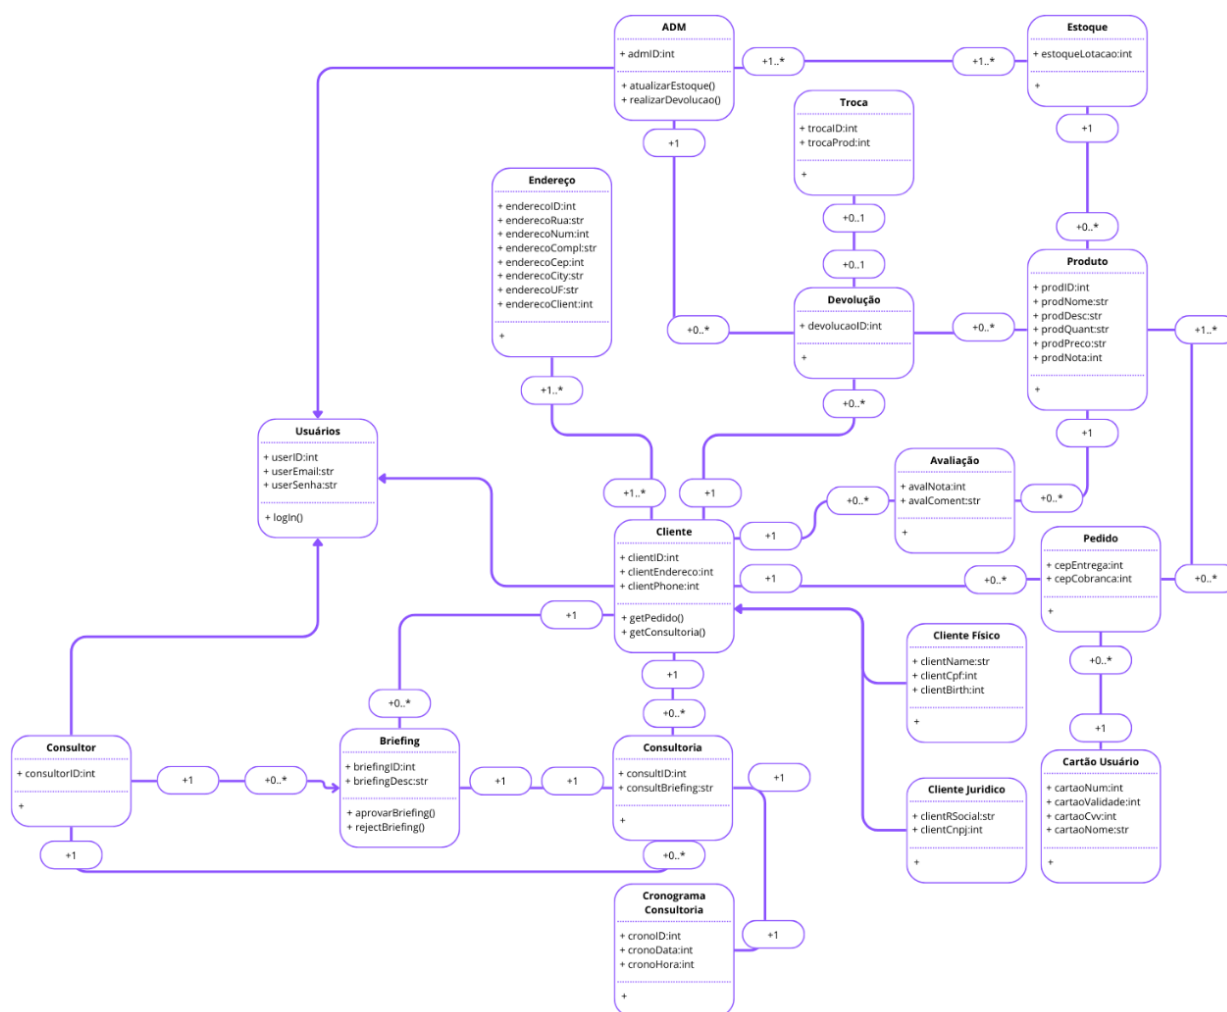 ADM
+ admID:int
+ atualizarEstoque()
+ realizarDevolucao()
+1..*
+1..*
Estoque
+ estoqueLotacao:int
+
+1
Troca
+ trocaID:int
+ trocaProd:int
+
+1
Endereço
+ enderecoID:int
+ enderecoRua:str
+ enderecoNum:int
+ enderecoCompl:str
+ enderecoCep:int
+ enderecoCity:str
+ enderecoUF:str
+ enderecoClient:int
+
+0..1
+0..1
+0..*
Produto
+ prodID:int
+ prodNome:str
+ prodDesc:str
+ prodQuant:str
+ prodPreco:str
+ prodNota:int
+
Devolução
+ devolucaoID:int
+
+0..*
+0..*
+1..*
+1..*
+0..*
+1
Usuários
+ userID:int
+ userEmail:str
+ userSenha:str
+ logIn()
Avaliação
+ avalNota:int
+ avalComent:str
+
+1..*
+1
+0..*
+0..*
+1
Cliente
+ clientID:int
+ clientEndereco:int
+ clientPhone:int
+ getPedido()
+ getConsultoria()
+1
+0..*
Pedido
+ cepEntrega:int
+ cepCobranca:int
+
+0..*
+1
Cliente Físico
+ clientName:str
+ clientCpf:int
+ clientBirth:int
+
+0..*
+1
+0..*
+0..*
+1
Consultor
+ consultorID:int
+
+1
+0..*
Briefing
+ briefingID:int
+ briefingDesc:str
+ aprovarBriefing()
+ rejectBriefing()
+1
+1
Consultoria
+ consultID:int
+ consultBriefing:str
+
+1
Cliente Juridico
+ clientRSocial:str
+ clientCnpj:int
+
Cartão Usuário
+ cartaoNum:int
+ cartaoValidade:int
+ cartaoCvv:int
+ cartaoNome:str
+
+1
+0..*
Cronograma
Consultoria
+ cronoID:int
+ cronoData:int
+ cronoHora:int
+
+1